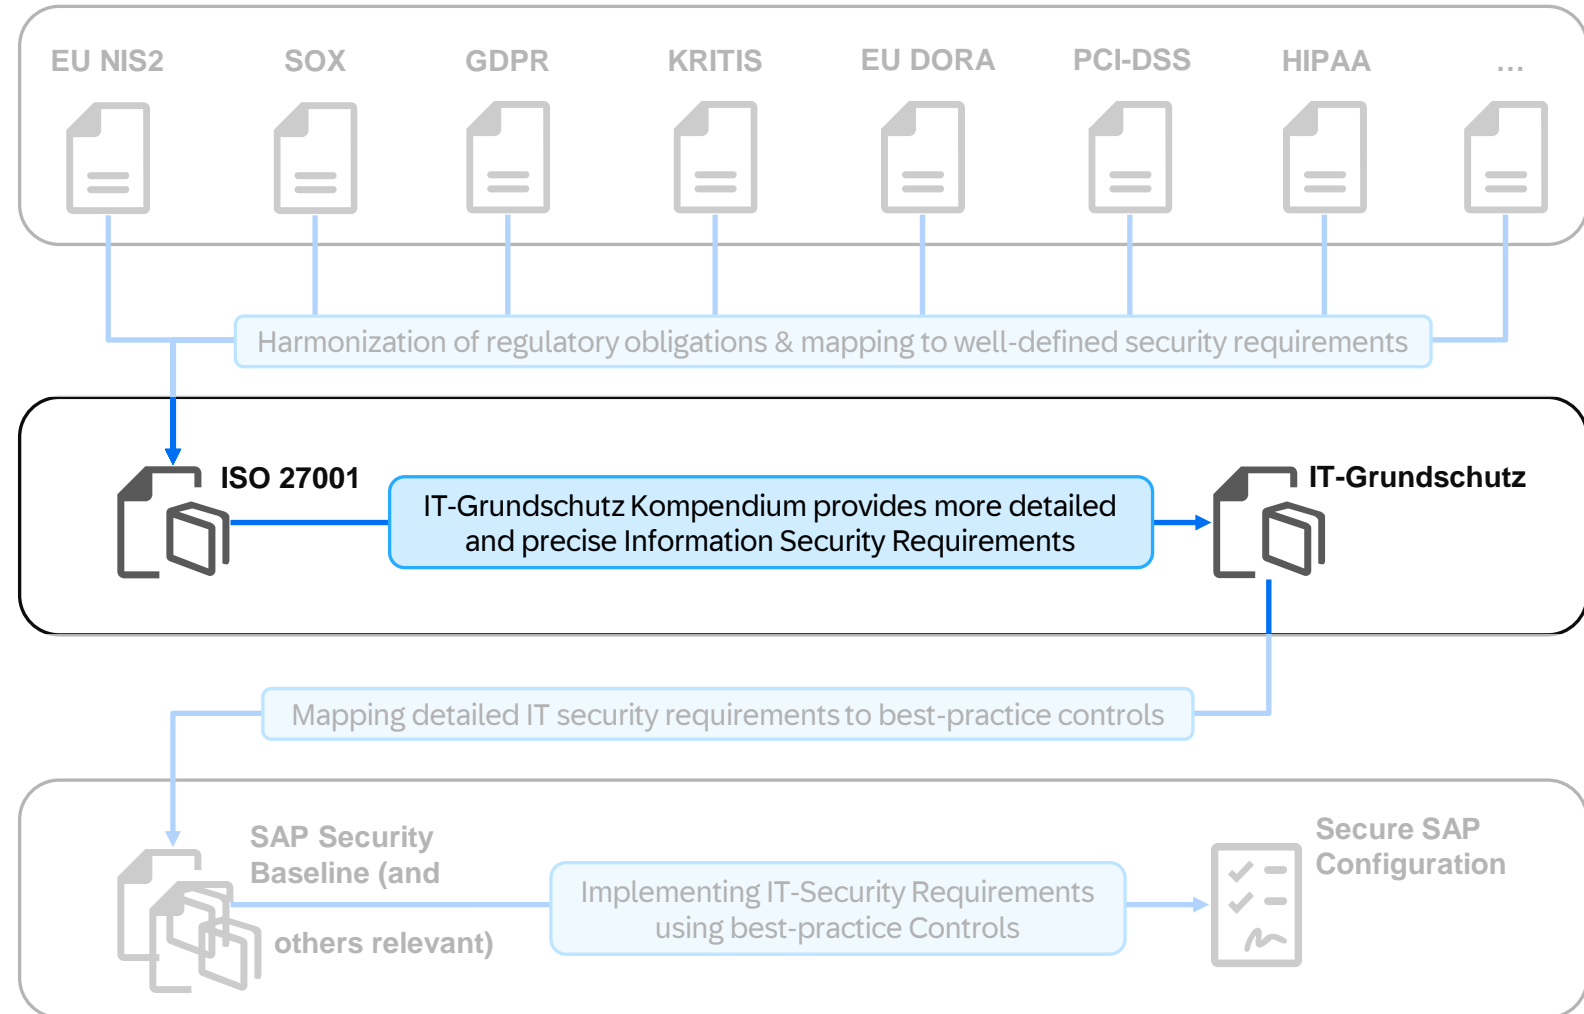 EU NIS2
SOX
GDPR
KRITIS
EU DORA
PCI-DSS
HIPAA
...
Harmonization of regulatory obligations & mapping to well-defined security requirements
ISO 27001
IT-Grundschutz Kompendium provides more detailed
and precise Information Security Requirements
IT-Grundschutz
Mapping detailed IT security requirements to best-practice controls
SAP Security
Baseline (and
others relevant)
Implementing IT-Security Requirements
using best-practice Controls
Secure SAP
Configuration